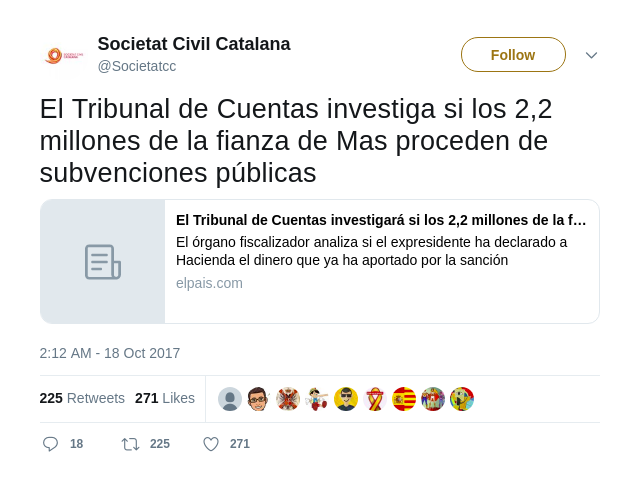 Societat Civil Catalana
@Societatcc
Follow
El Tribunal de Cuentas investiga si los 2,2
millones de la fianza de Mas proceden de
subvenciones públicas
El Tribunal de Cuentas investigará si los 2,2 millones de la f…
El órgano fiscalizador analiza si el expresidente ha declarado a
Hacienda el dinero que ya ha aportado por la sanción
elpais.com
2:12 AM - 18 Oct 2017
225 Retweets 271 Likes
18 225 271